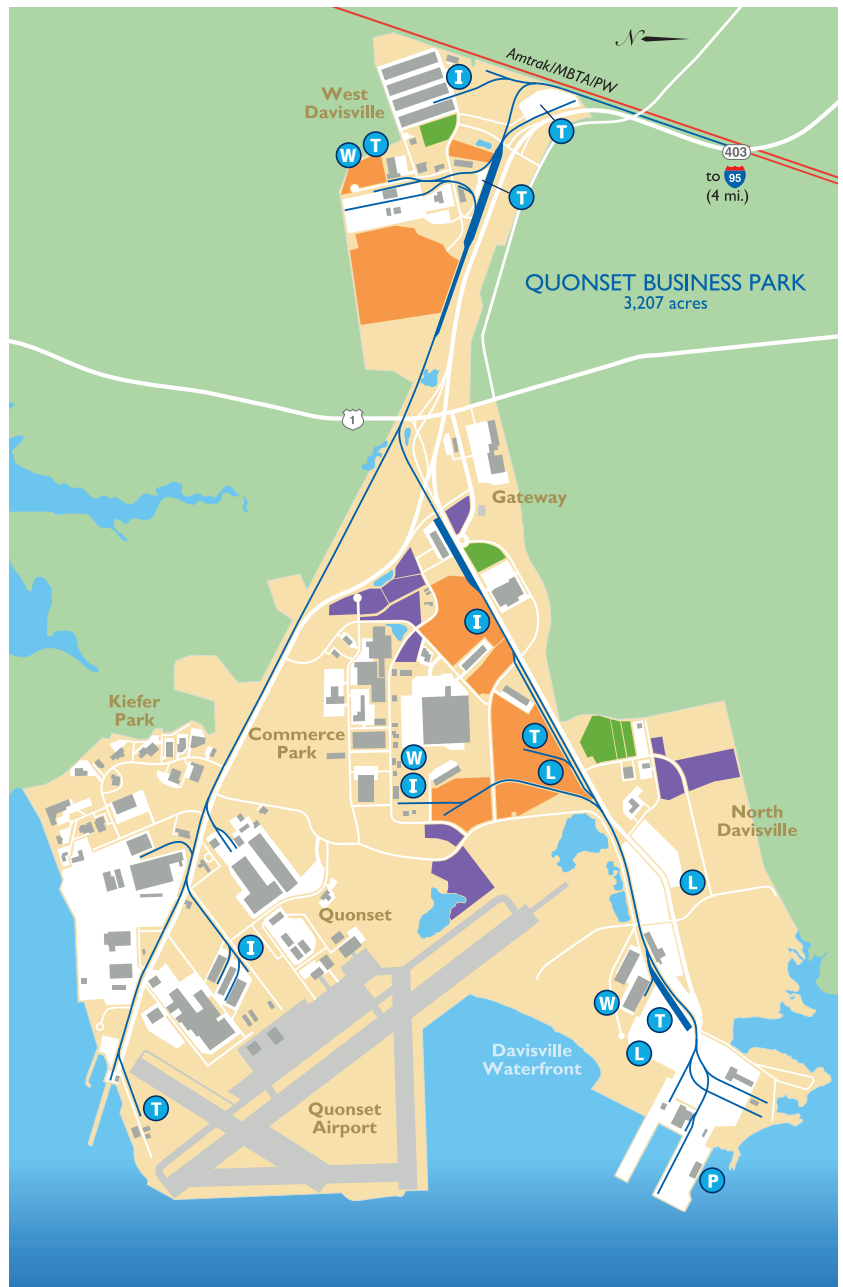 N
Amtrak/MBTA/PW
I
West
Davisville
T
W
T
403
to 95
(4 mi.)
T
QUONSET BUSINESS PARK
3,207 acres
1
Gateway
I
Kiefer
Park
Commerce
Park
T
W
L
I
North
Davisville
L
Quonset
I
W
T
L
Davisville
Waterfront
T
Quonset
Airport
P